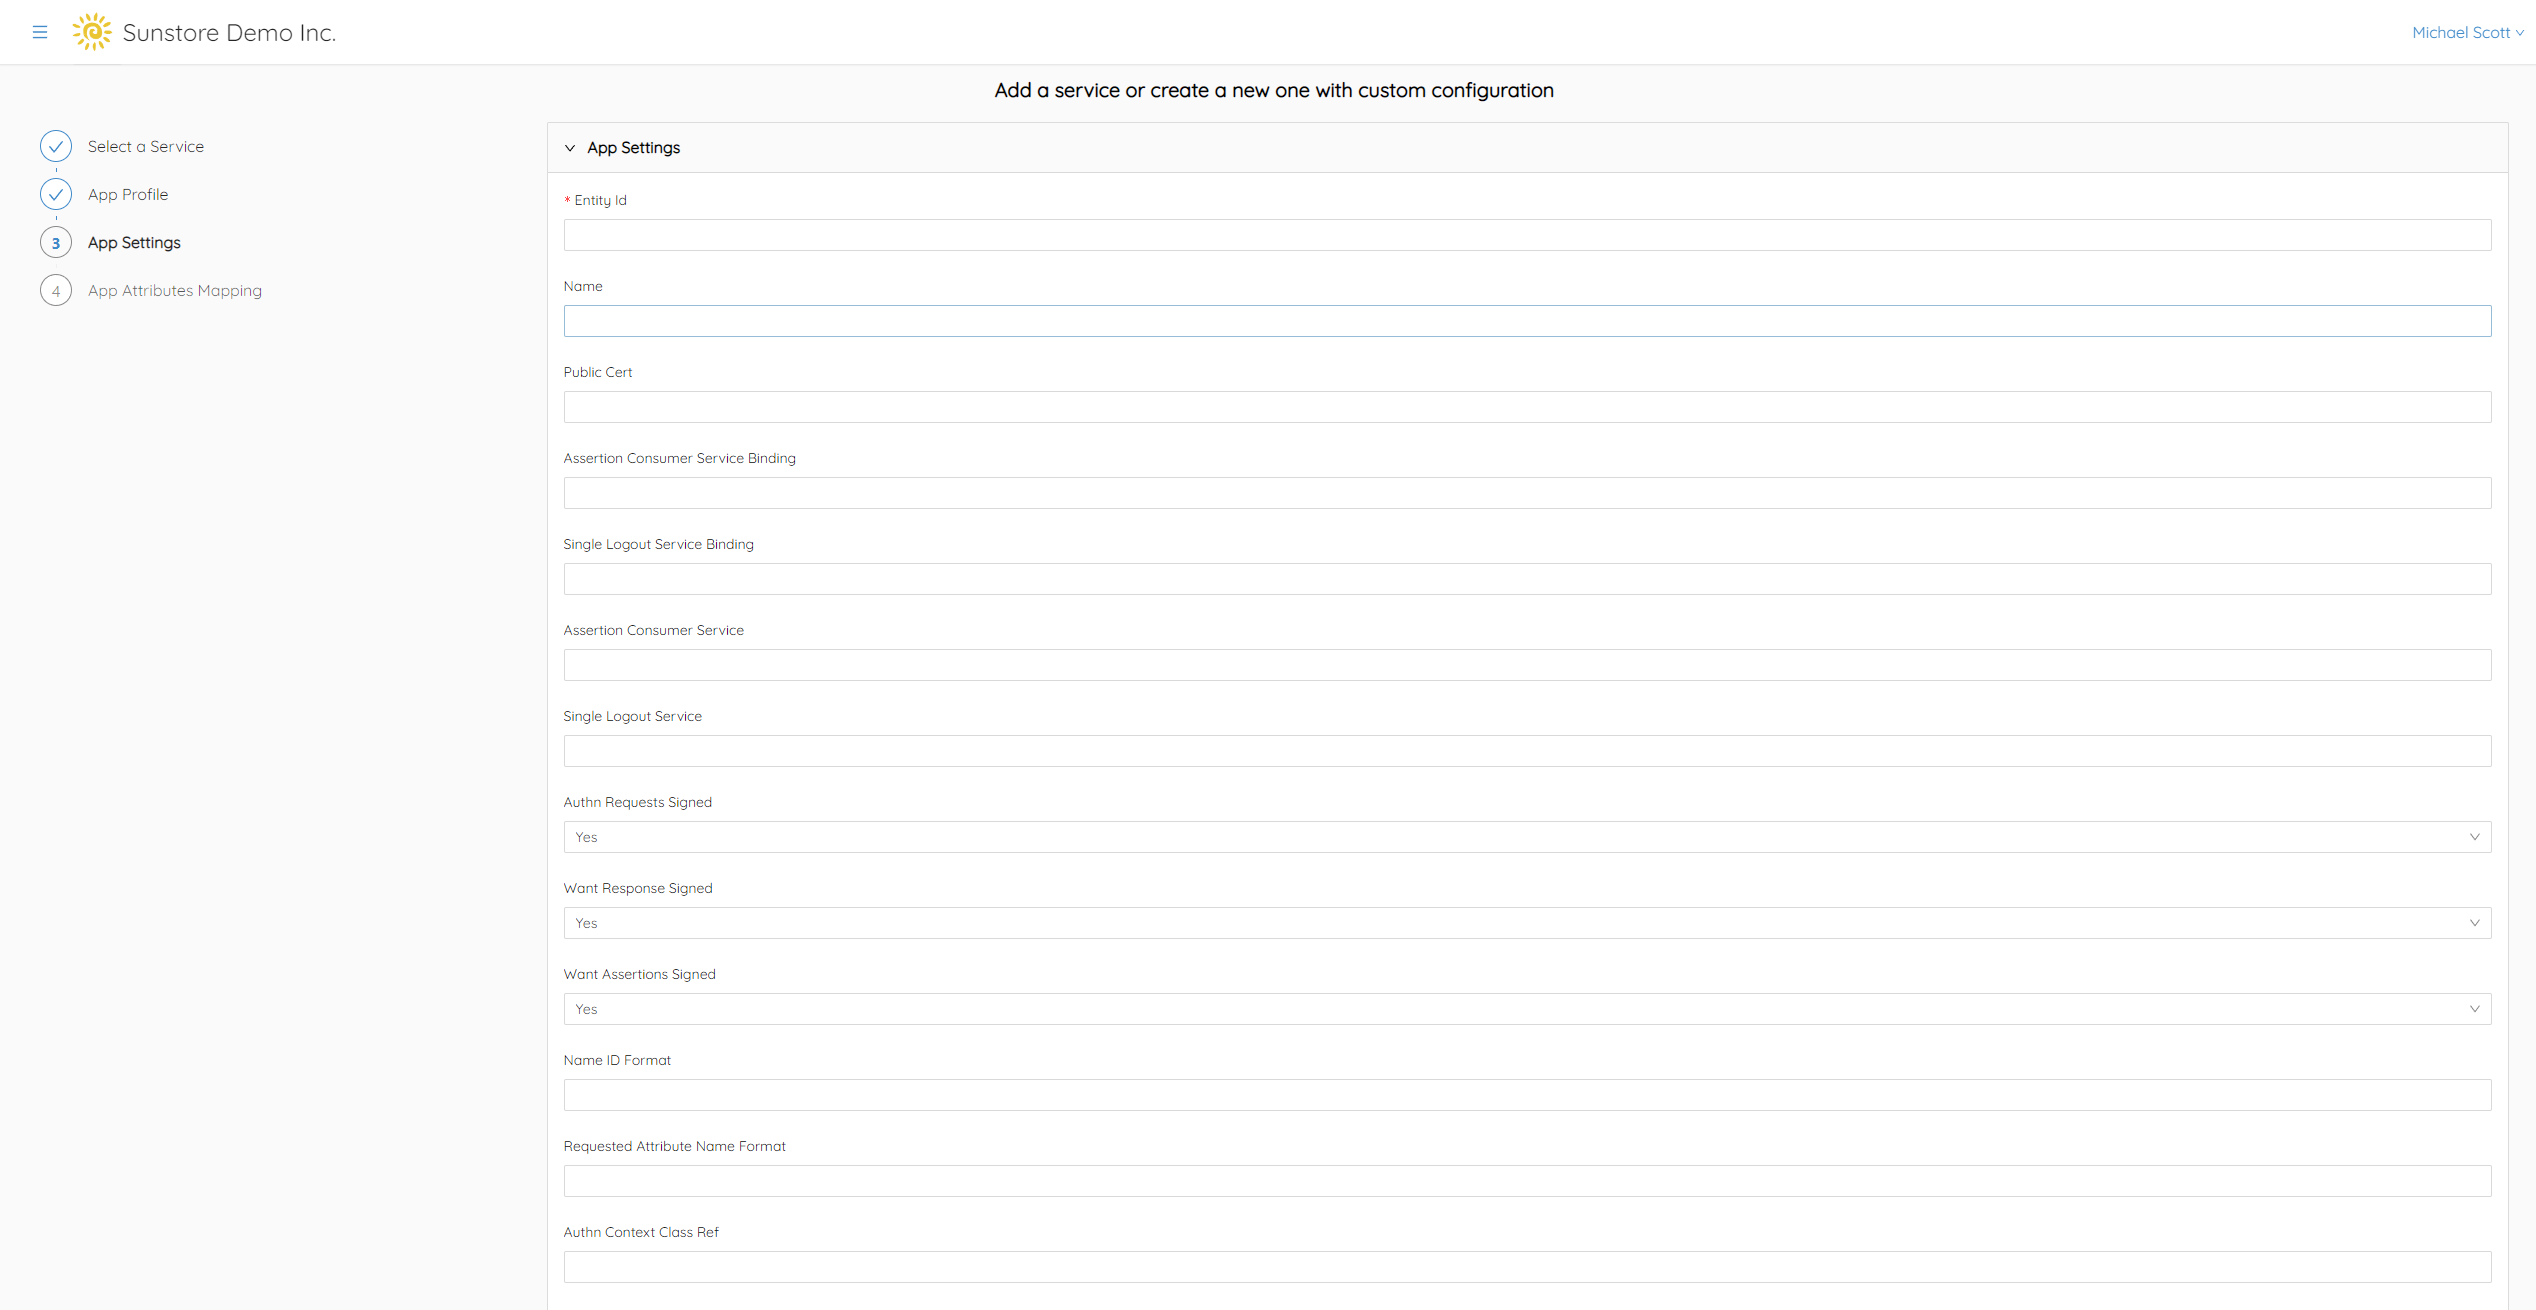 Sunstore Demo Inc.
Michael Scott
Add a service or create a new one with custom configuration
Select a Service
App Profile
3 App Settings
4 App Attributes Mapping
App Settings
* Entity Id
Name
Public Cert
Assertion Consumer Service Binding
Single Logout Service Binding
Assertion Consumer Service
Single Logout Service
Authn Requests Signed
Yes
Want Response Signed
Yes
Want Assertions Signed
Yes
Name ID Format
Requested Attribute Name Format
Authn Context Class Ref